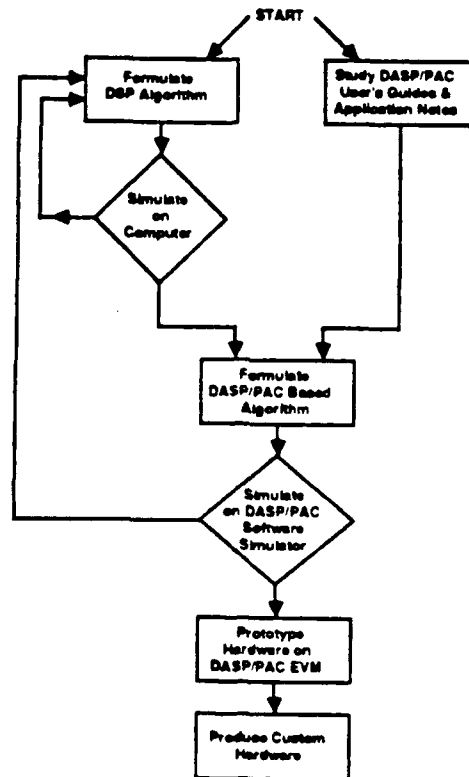 START
Formulate
DSP Algorithm
Study DASP/PAC
User's Guides &
Application Notes
Simulate
on
Computer
Formulate
DASP/PAC Based
Algorithm
Simulate
on DASP/PAC
Software
Simulator
Prototype
Hardware on
DASP/PAC EVM
Produce Custom
Hardware